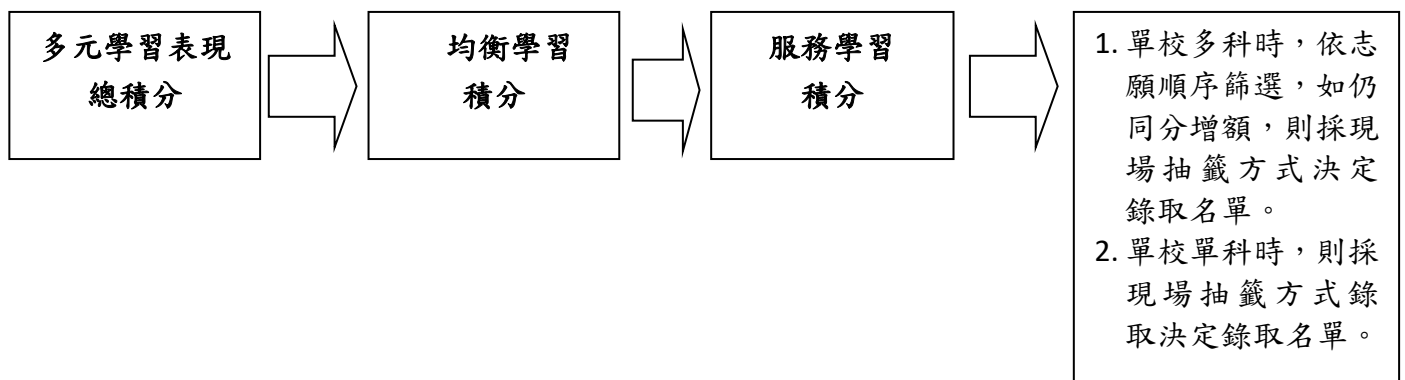 多元學習表現
總積分
均衡學習
積分
服務學習
積分
1. 單校多科時，依志
願順序篩選，如仍
同分增額，則採現
場抽籤方式決定
錄取名單。
2. 單校單科時，則採
現場抽籤方式錄
取決定錄取名單。